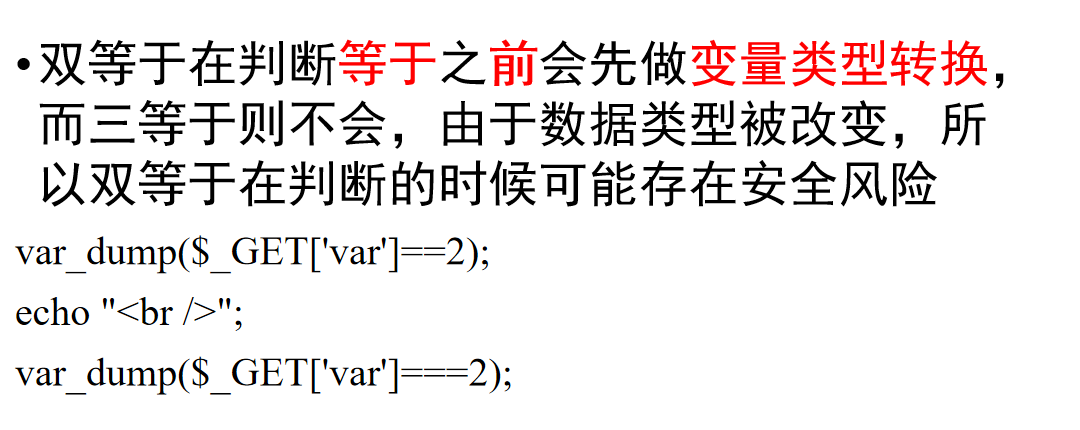 •双等于在判断等于之前会先做变量类型转换，
而三等于则不会，由于数据类型被改变，所
以双等于在判断的时候可能存在安全风险
var_dump($_GET['var']==2);
echo "<br />";
var_dump($_GET['var']===2);